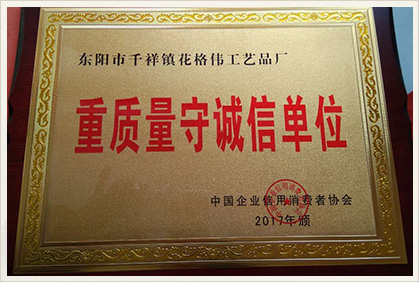 东阳市千祥镇花格伟工艺品厂
重质量守诚信单位
中国企业信用消费者协会
2017年颁